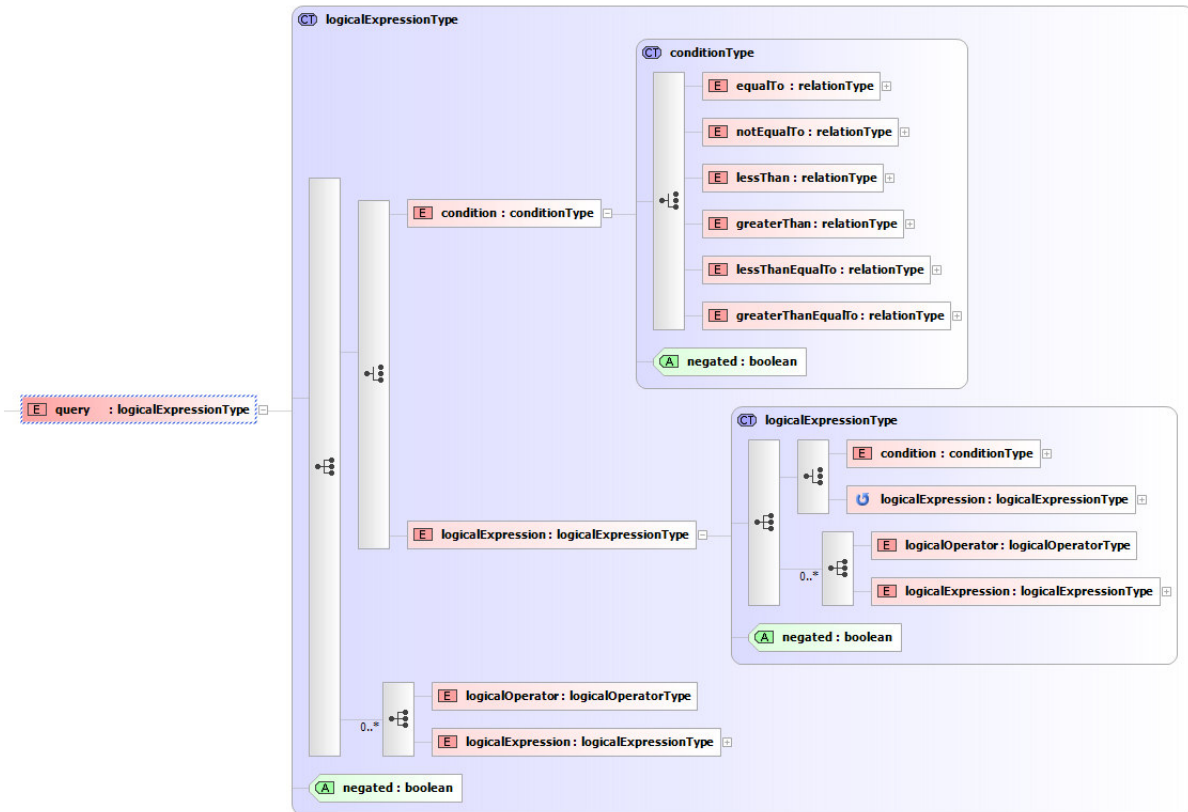 CT logicalExpressionType
CT conditionType
E equalTo : relationType
E notEqualTo : relationType
E lessThan : relationType
E greaterThan : relationType
E lessThanEqualTo : relationType
E greaterThanEqualTo : relationType
A negated : boolean
E condition : conditionType
E query : logicalExpressionType
E logicalExpression : logicalExpressionType
CT logicalExpressionType
E condition : conditionType
logicalExpression : logicalExpressionType
0..*
E logicalOperator : logicalOperatorType
E logicalExpression : logicalExpressionType
A negated : boolean
0..*
E logicalOperator : logicalOperatorType
E logicalExpression : logicalExpressionType
A negated : boolean